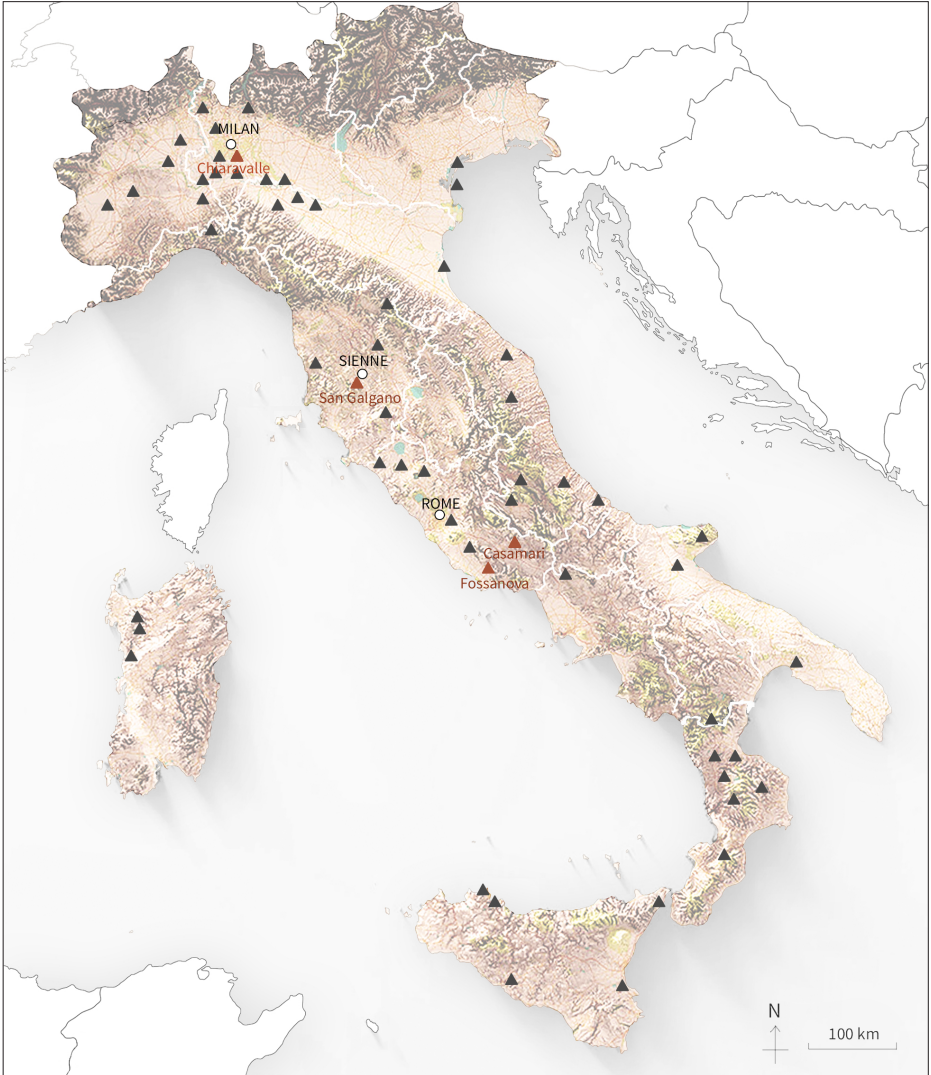 MILAN
Chiaravalle
SIENNE
San Galgano
ROME
Casamari
Fossanova
N
100 km